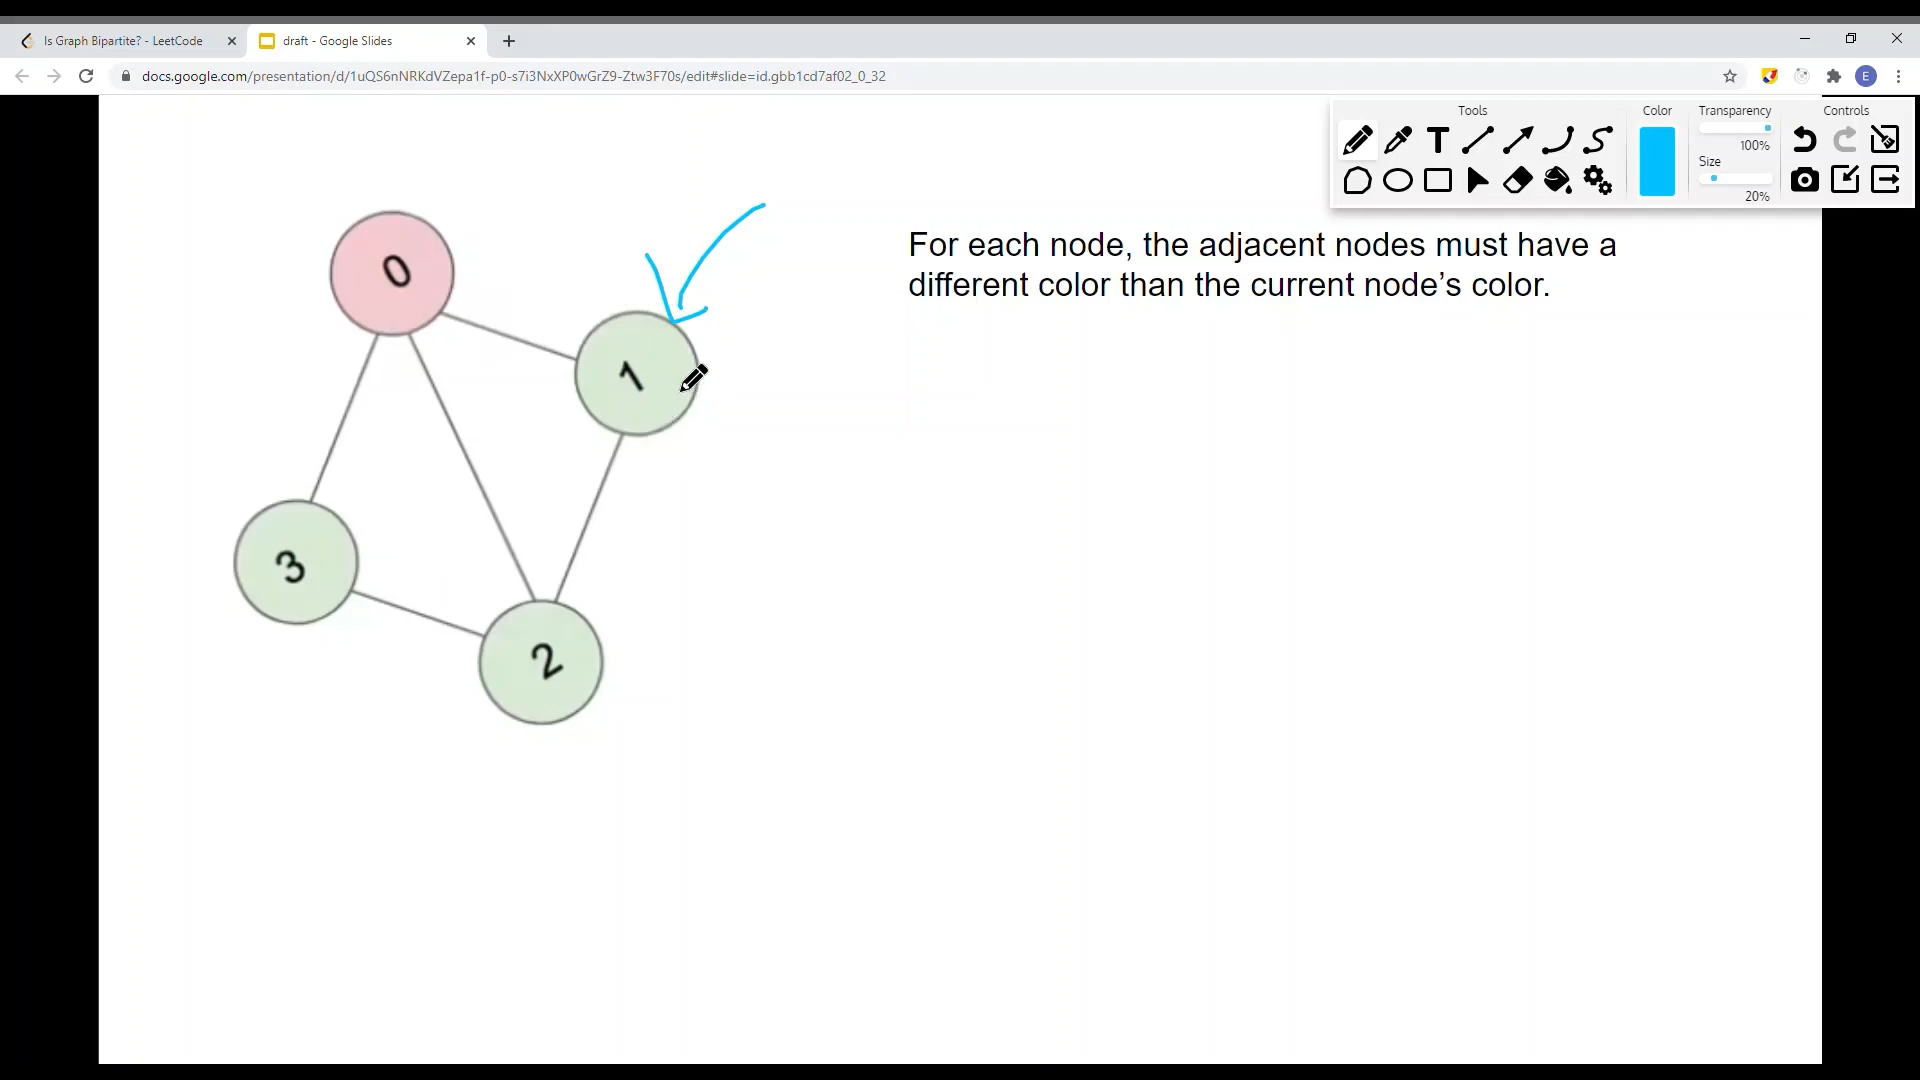 Is Graph Bipartite? - LeetCode
draft - Google Slides
docs.google.com/presentation/d/1uQS6nNRKdVZepa1f-p0-s7i3NxXP0wGrZ9-Ztw3F70s/edit#slide=id.gbb1cd7af02_0_32
E
Tools
Color
Transparency
Controls
100%
Size
20%
T
For each node, the adjacent nodes must have a
different color than the current node’s color.
0
1
3
2